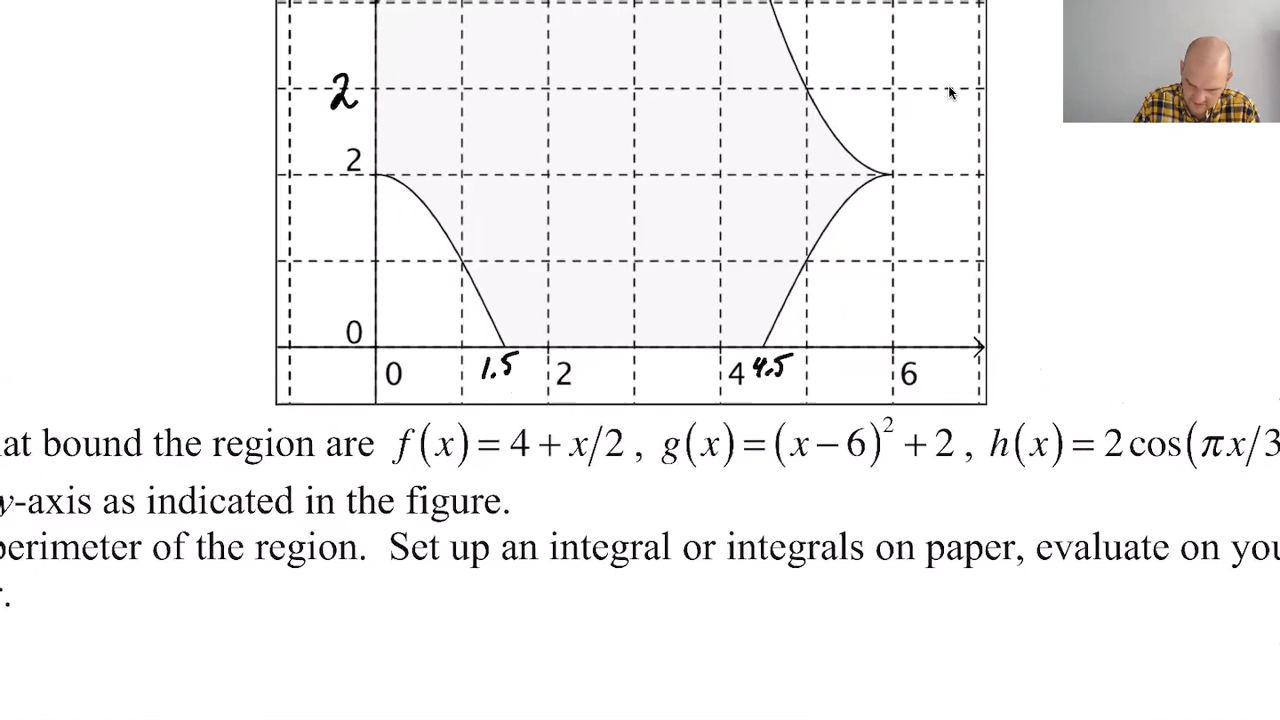 2
2
0
0 1.5 2 4 4.5 6
at bound the region are f(x) = 4 + x/2 , g(x) = (x − 6)² + 2 , h(x) = 2 cos(πx/3
-axis as indicated in the figure.
perimeter of the region. Set up an integral or integrals on paper, evaluate on you